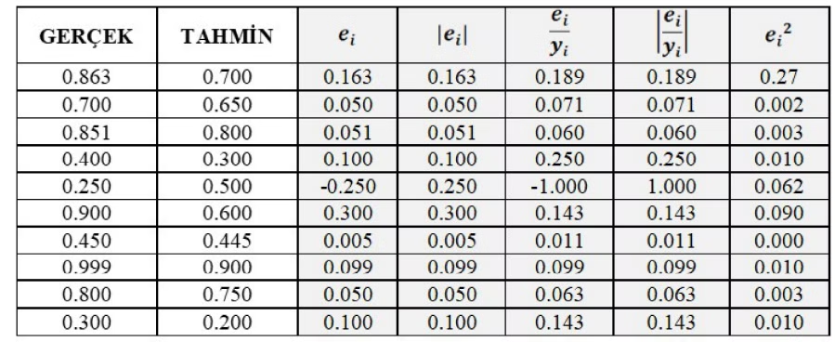 GERÇEK TAHMİN e_i |e_i| e_i/y_i |e_i/y_i| e_i²
0.863 0.700 0.163 0.163 0.189 0.189 0.27
0.700 0.650 0.050 0.050 0.071 0.071 0.002
0.851 0.800 0.051 0.051 0.060 0.060 0.003
0.400 0.300 0.100 0.100 0.250 0.250 0.010
0.250 0.500 -0.250 0.250 -1.000 1.000 0.062
0.900 0.600 0.300 0.300 0.143 0.143 0.090
0.450 0.445 0.005 0.005 0.011 0.011 0.000
0.999 0.900 0.099 0.099 0.099 0.099 0.010
0.800 0.750 0.050 0.050 0.063 0.063 0.003
0.300 0.200 0.100 0.100 0.143 0.143 0.010